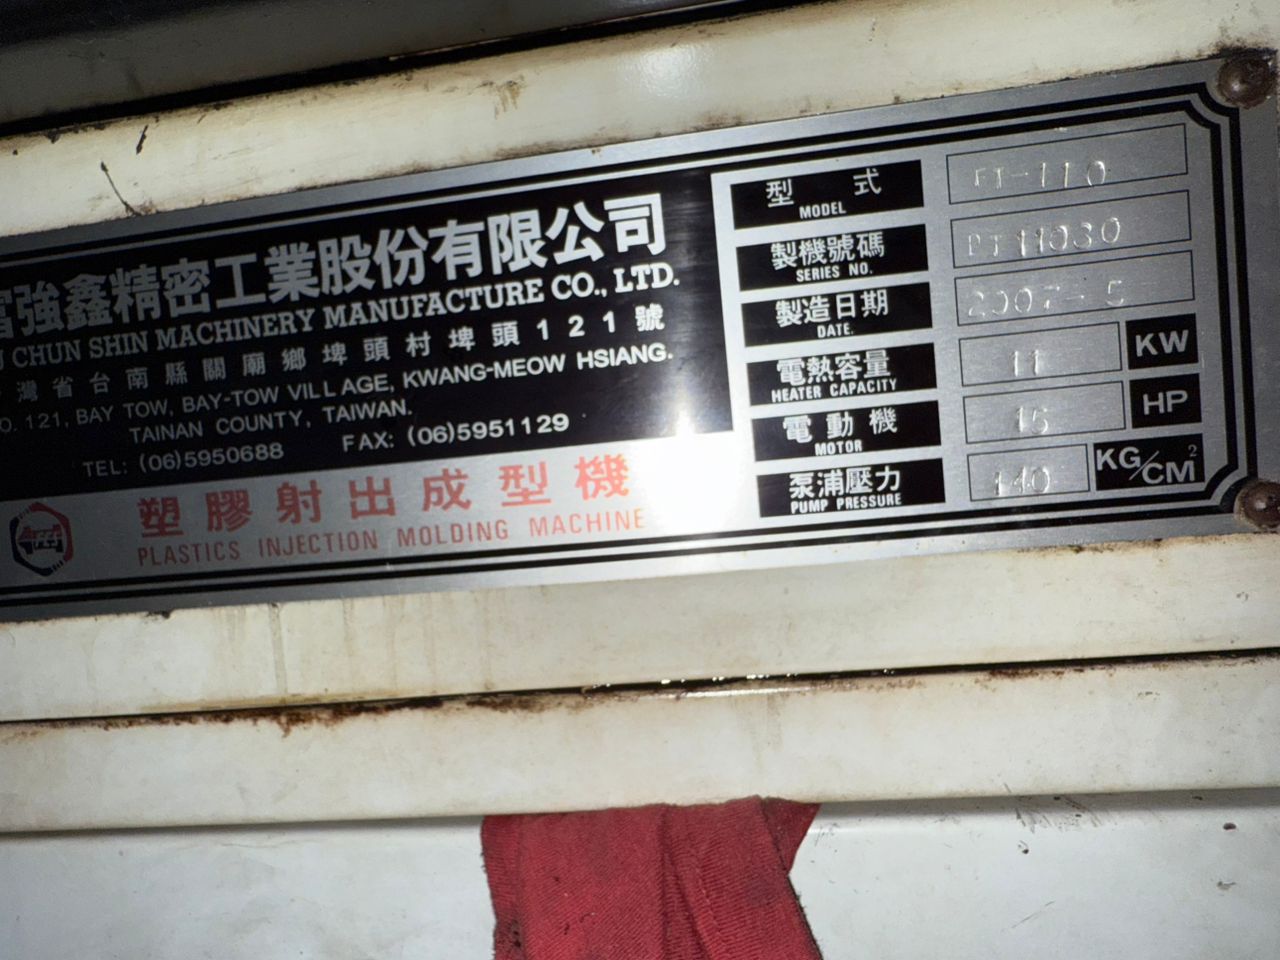 強鑫精密工業股份有限公司
CHUN SHIN MACHINERY MANUFACTURE CO., LTD.
灣省台南縣關廟鄉埤頭村埤頭121號
O. 121, BAY TOW, BAY-TOW VILLAGE, KWANG-MEOW HSIANG.
TAINAN COUNTY, TAIWAN.
TEL: (06)5950688 FAX: (06)5951129
塑膠射出成型機
PLASTICS INJECTION MOLDING MACHINE
型式 MODEL
製機號碼 SERIES NO.
製造日期 DATE. 2007-5
電熱容量 HEATER CAPACITY 11 KW
電動機 MOTOR 15 HP
泵浦壓力 PUMP PRESSURE 140 KG/CM²